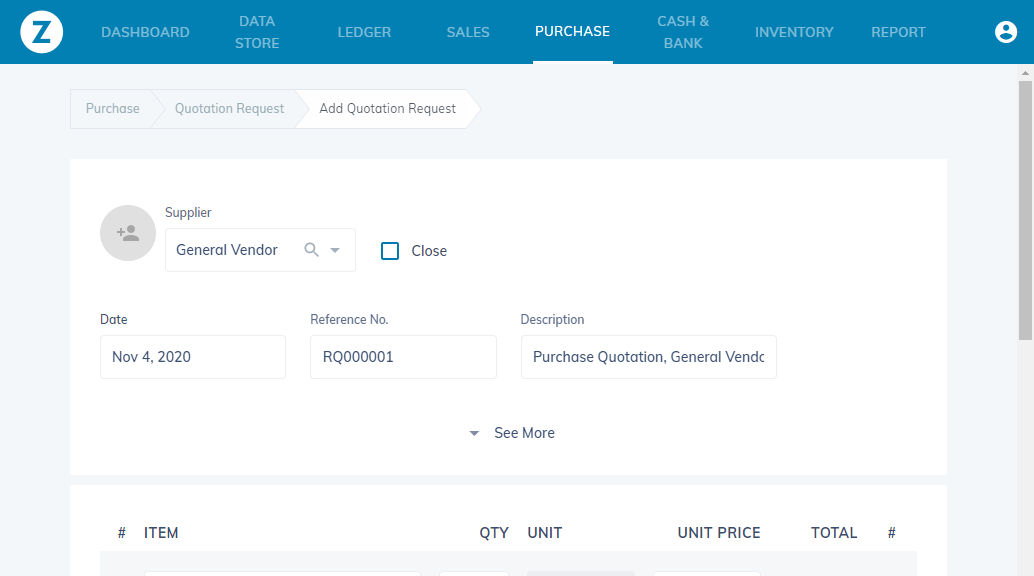 Z
DASHBOARD
DATA
STORE
LEDGER
SALES
PURCHASE
CASH &
BANK
INVENTORY
REPORT
Purchase
Quotation Request
Add Quotation Request
Supplier
General Vendor
Close
Date
Reference No.
Description
Nov 4, 2020
RQ000001
Purchase Quotation, General Vendo
See More
# ITEM QTY UNIT UNIT PRICE TOTAL #